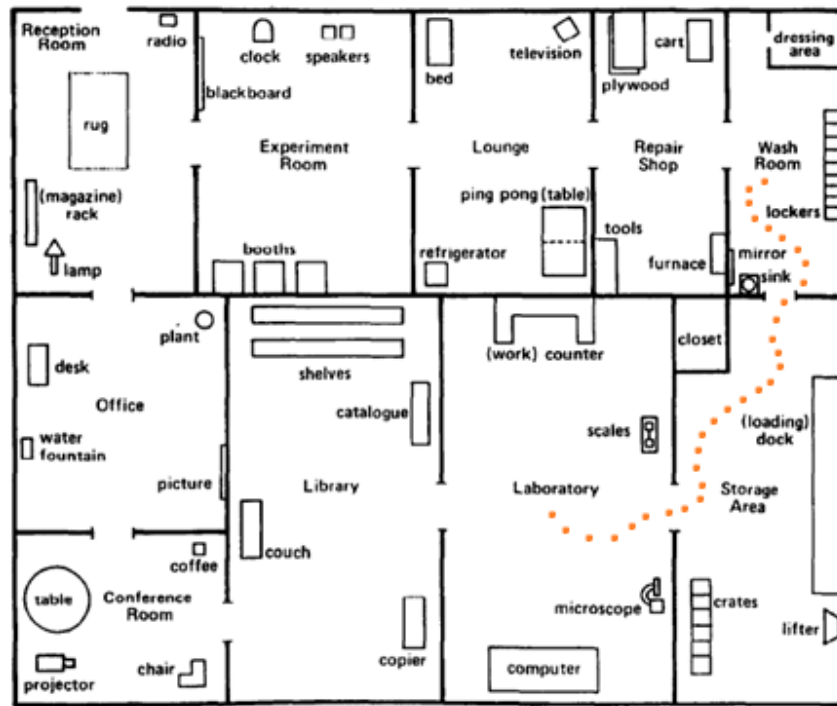 Reception
Room
radio
rug
(magazine)
rack
lamp
clock
speakers
blackboard
Experiment
Room
booths
bed
television
Lounge
ping pong (table)
refrigerator
plywood
cart
Repair
Shop
tools
furnace
dressing
area
Wash
Room
lockers
mirror
sink
plant
desk
Office
water
fountain
picture
shelves
catalogue
Library
couch
copier
(work) counter
scales
Laboratory
microscope
computer
closet
(loading)
dock
Storage
Area
crates
lifter
coffee
table
Conference
Room
projector
chair